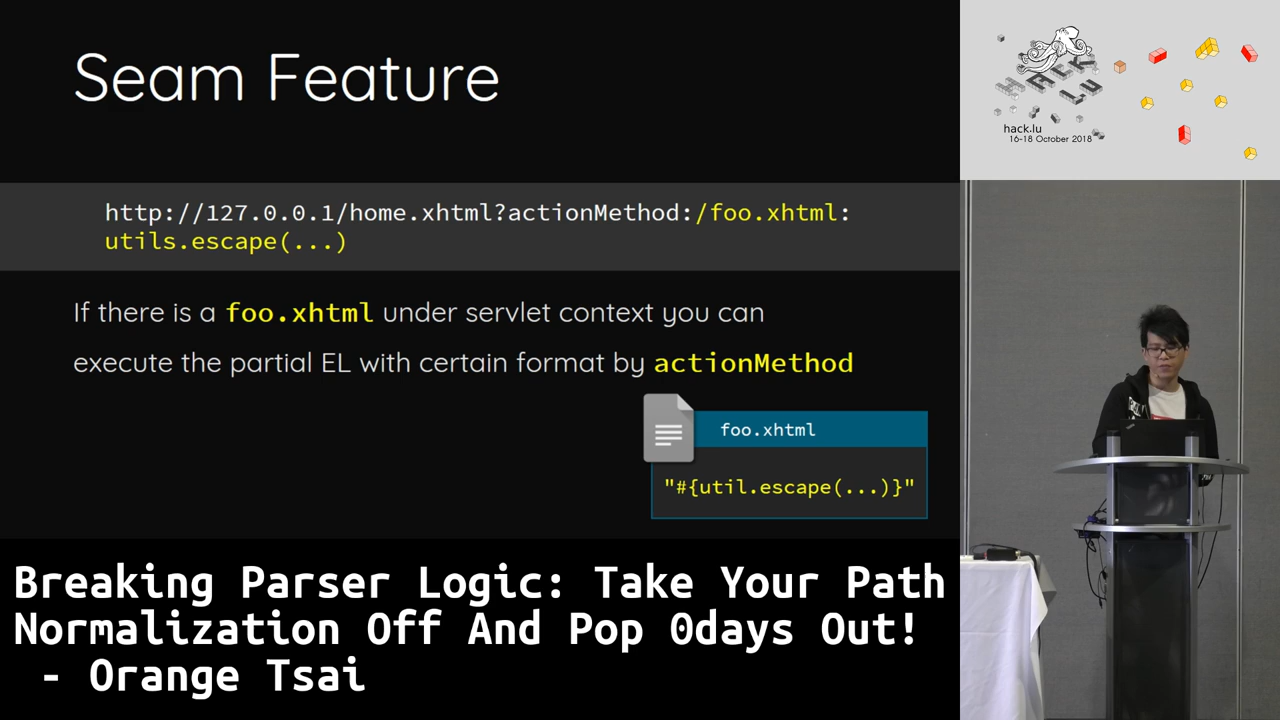 Seam Feature
http://127.0.0.1/home.xhtml?actionMethod:/foo.xhtml:
utils.escape(...)
If there is a foo.xhtml under servlet context you can
execute the partial EL with certain format by actionMethod
foo.xhtml
"#{util.escape(...)}"
Breaking Parser Logic: Take Your Path
Normalization Off And Pop 0days Out!
- Orange Tsai
HACK
LU
hack.lu
16-18 October 2018